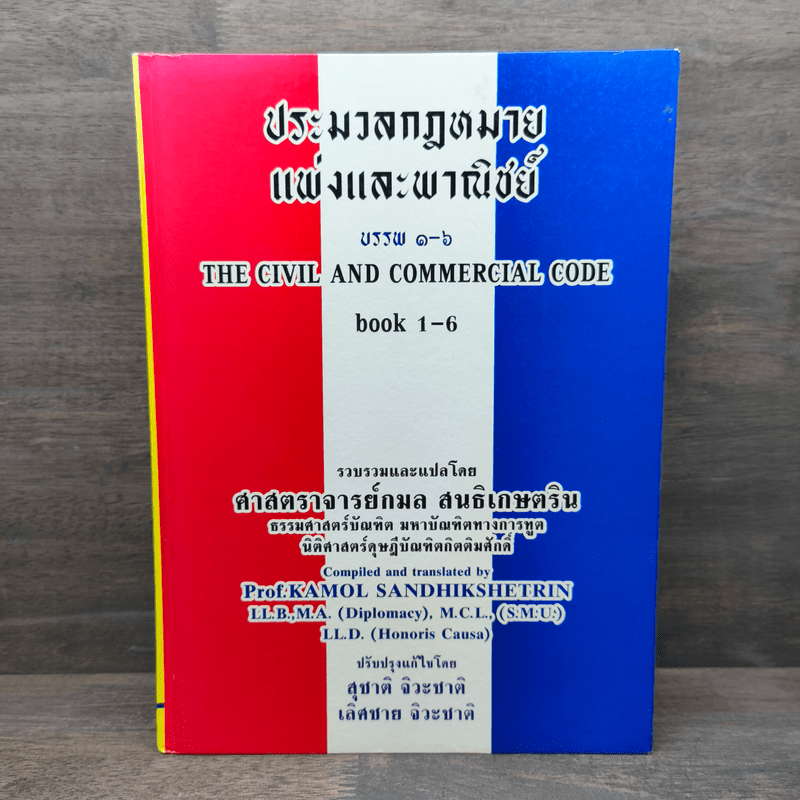 ประมวลกฎหมาย
แพ่งและพาณิชย์
บรรพ ๑-๖
THE CIVIL AND COMMERCIAL CODE
book 1-6
รวบรวมและแปลโดย
ศาสตราจารย์กมล สนธิเกษตริน
ธรรมศาสตร์บัณฑิต มหาบัณฑิตทางการทูต
นิติศาสตร์ดุษฎีบัณฑิตกิตติมศักดิ์
Compiled and translated by
Prof.KAMOL SANDHIKSHETRIN
LL.B.,M.A. (Diplomacy), M.C.L., (S.M.U.)
LL.D. (Honoris Causa)
ปรับปรุงแก้ไขโดย
สุชาติ จิวะชาติ
เลิศชาย จิวะชาติ